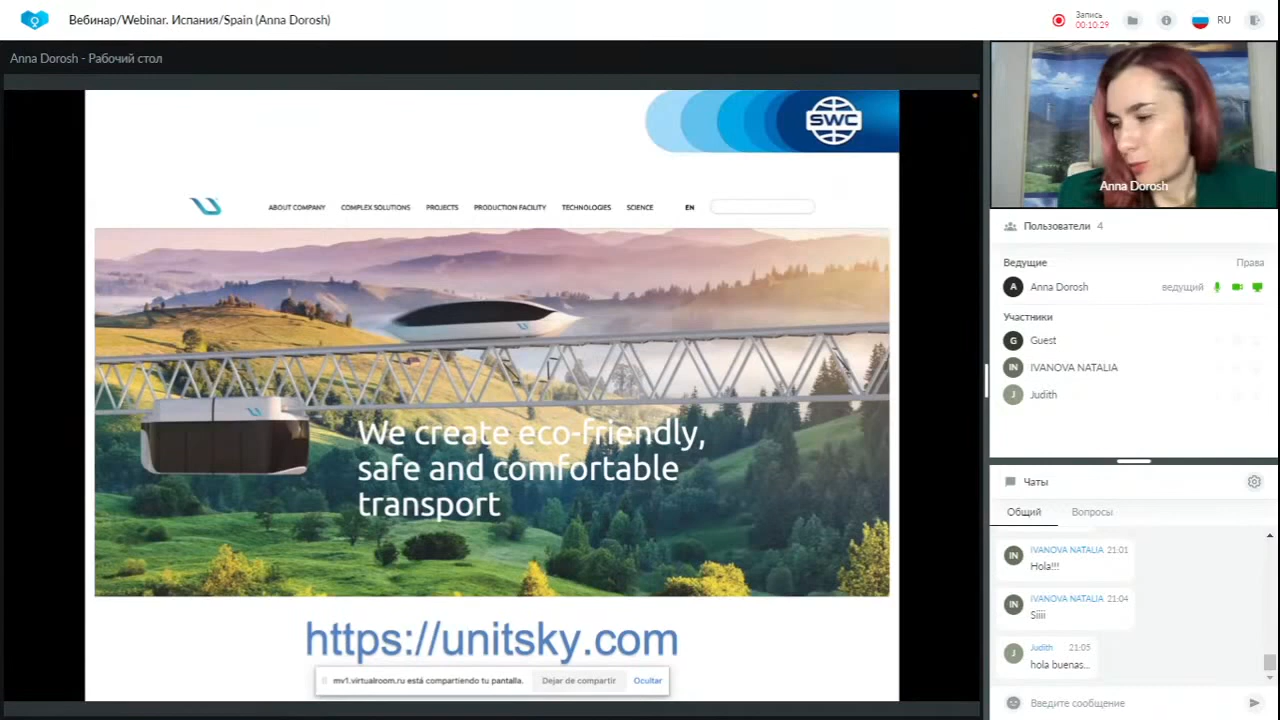 Вебинар/Webinar. Испания/Spain (Anna Dorosh)
Запись
00:10:29
RU
Anna Dorosh - Рабочий стол
SWC
ABOUT COMPANY COMPLEX SOLUTIONS PROJECTS PRODUCTION FACILITY TECHNOLOGIES SCIENCE EN
We create eco-friendly,
safe and comfortable
transport
https://unitsky.com
mv1.virtualroom.ru está compartiendo tu pantalla. Dejar de compartir Ocultar
Anna Dorosh
Пользователи 4
Ведущие Права
A Anna Dorosh ведущий
Участники
G Guest
IN IVANOVA NATALIA
J Judith
Чаты
Общий Вопросы
IN IVANOVA NATALIA 21:01
Hola!!!
IN IVANOVA NATALIA 21:04
Siiii
J Judith 21:05
hola buenas...
Введите сообщение